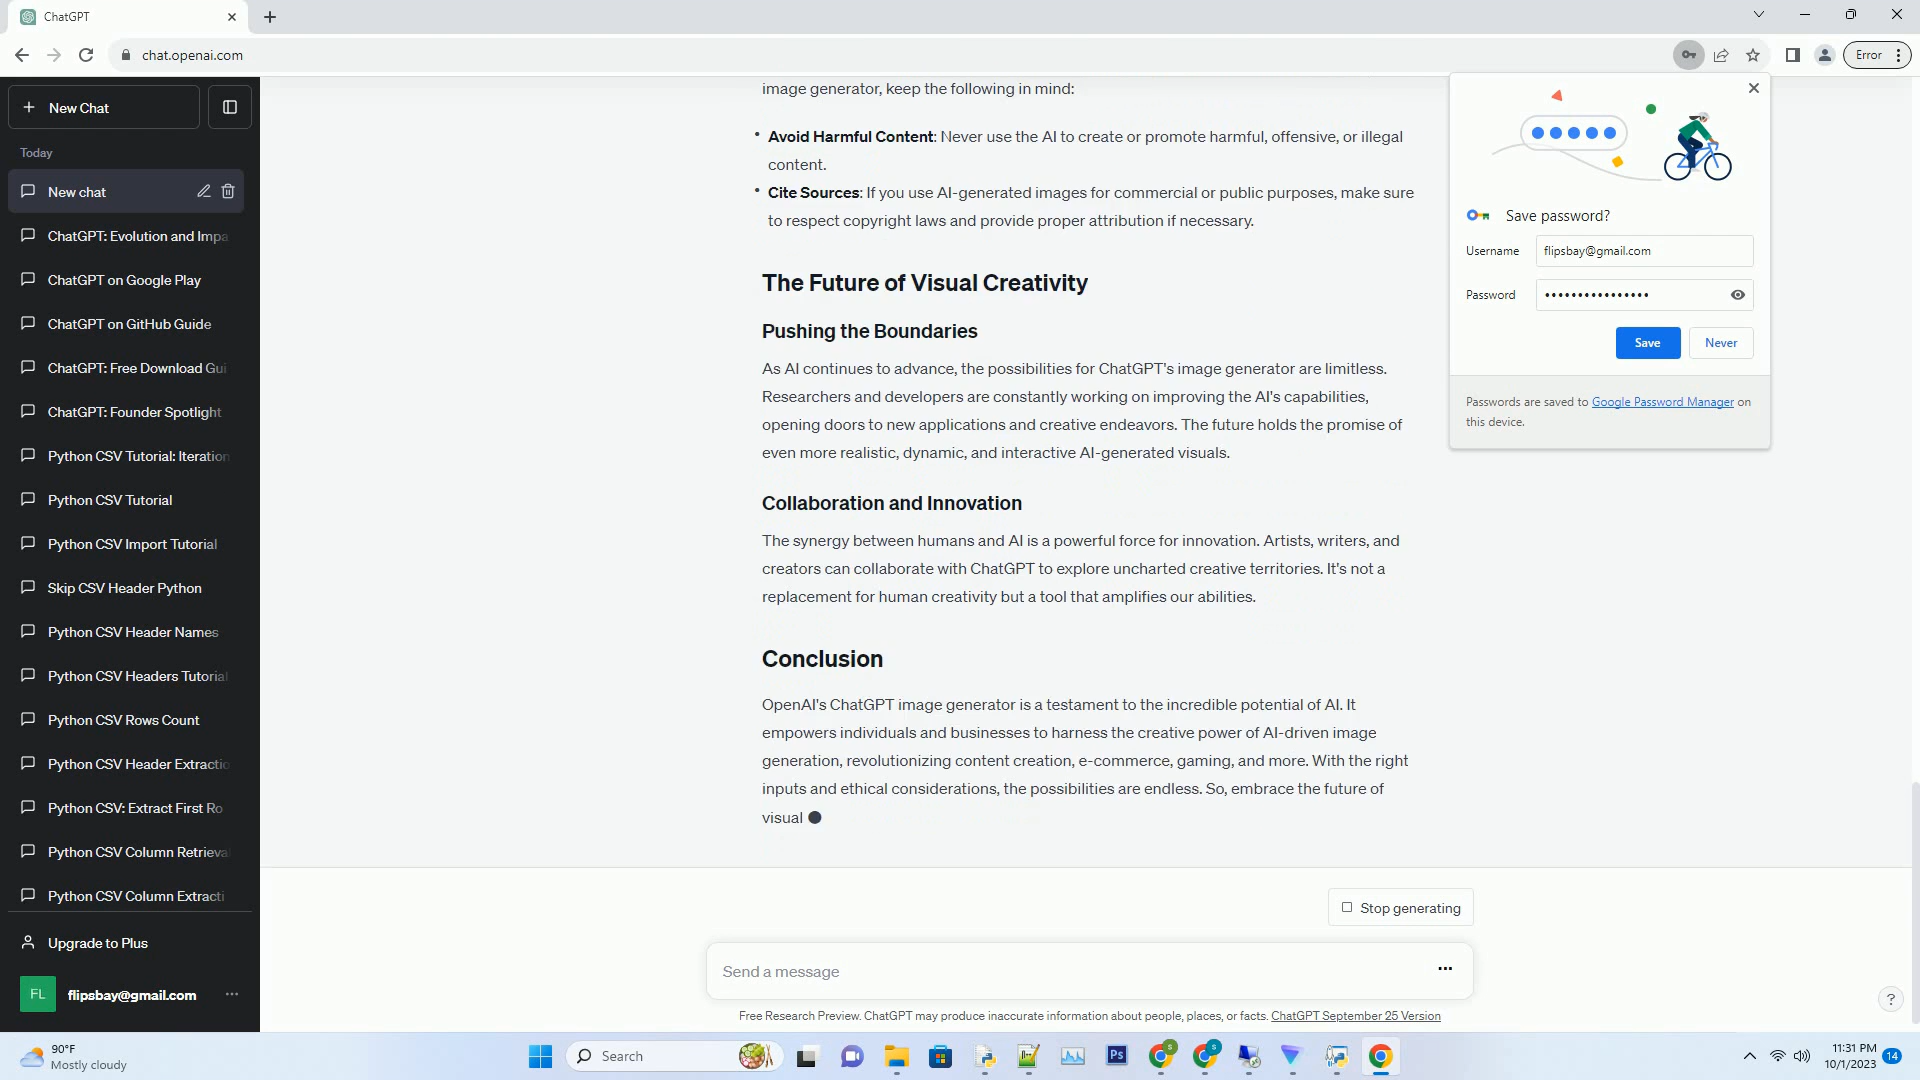 ChatGPT
chat.openai.com
Error
New Chat
Today
New chat
ChatGPT: Evolution and Impa
ChatGPT on Google Play
ChatGPT on GitHub Guide
ChatGPT: Free Download Gui
ChatGPT: Founder Spotlight
Python CSV Tutorial: Iteration
Python CSV Tutorial
Python CSV Import Tutorial
Skip CSV Header Python
Python CSV Header Names
Python CSV Headers Tutorial
Python CSV Rows Count
Python CSV Header Extractio
Python CSV: Extract First Ro
Python CSV Column Retrieval
Python CSV Column Extracti
Upgrade to Plus
FL
flipsbay@gmail.com
image generator, keep the following in mind:
• Avoid Harmful Content: Never use the AI to create or promote harmful, offensive, or illegal
content.
• Cite Sources: If you use AI-generated images for commercial or public purposes, make sure
to respect copyright laws and provide proper attribution if necessary.
The Future of Visual Creativity
Pushing the Boundaries
As AI continues to advance, the possibilities for ChatGPT's image generator are limitless.
Researchers and developers are constantly working on improving the AI's capabilities,
opening doors to new applications and creative endeavors. The future holds the promise of
even more realistic, dynamic, and interactive AI-generated visuals.
Collaboration and Innovation
The synergy between humans and AI is a powerful force for innovation. Artists, writers, and
creators can collaborate with ChatGPT to explore uncharted creative territories. It's not a
replacement for human creativity but a tool that amplifies our abilities.
Conclusion
OpenAI's ChatGPT image generator is a testament to the incredible potential of AI. It
empowers individuals and businesses to harness the creative power of AI-driven image
generation, revolutionizing content creation, e-commerce, gaming, and more. With the right
inputs and ethical considerations, the possibilities are endless. So, embrace the future of
visual
Stop generating
Send a message
Free Research Preview. ChatGPT may produce inaccurate information about people, places, or facts. ChatGPT September 25 Version
?
Save password?
Username flipsbay@gmail.com
Password ••••••••••••••••
Save Never
Passwords are saved to Google Password Manager on
this device.
90°F
Mostly cloudy
Search
Ps
S
S
11:31 PM
10/1/2023
14